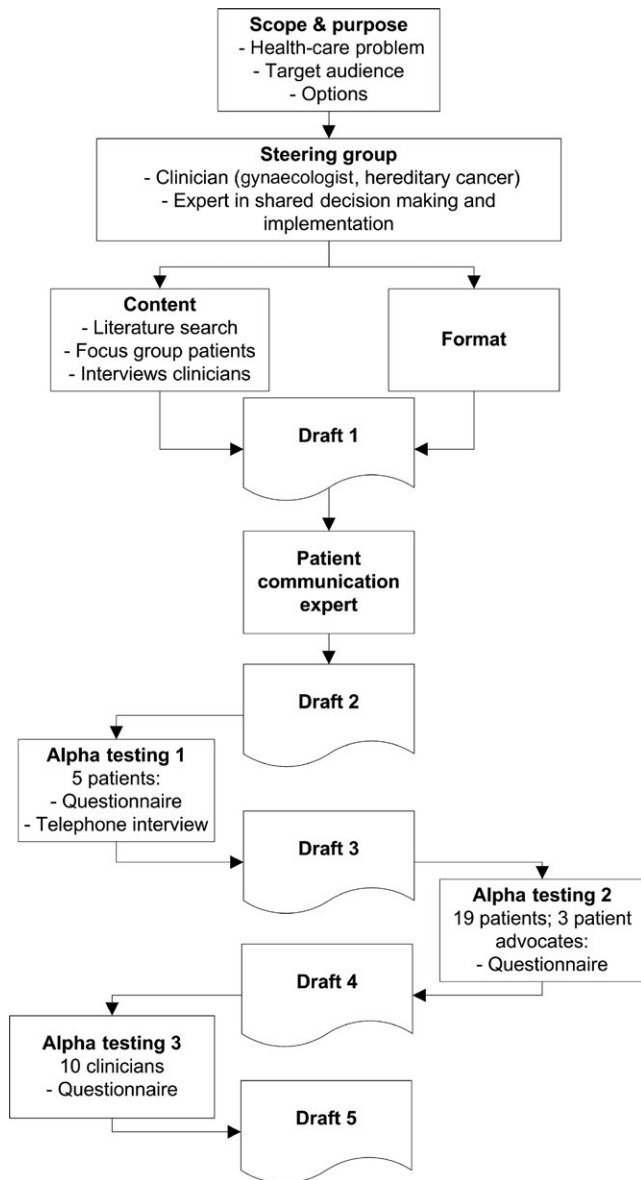 Scope & purpose
- Health-care problem
- Target audience
- Options
Steering group
- Clinician (gynaecologist, hereditary cancer)
- Expert in shared decision making and
implementation
Content
- Literature search
- Focus group patients
- Interviews clinicians
Format
Draft 1
Patient
communication
expert
Draft 2
Alpha testing 1
5 patients:
- Questionnaire
- Telephone interview
Draft 3
Alpha testing 2
19 patients; 3 patient
advocates:
- Questionnaire
Draft 4
Alpha testing 3
10 clinicians
- Questionnaire
Draft 5